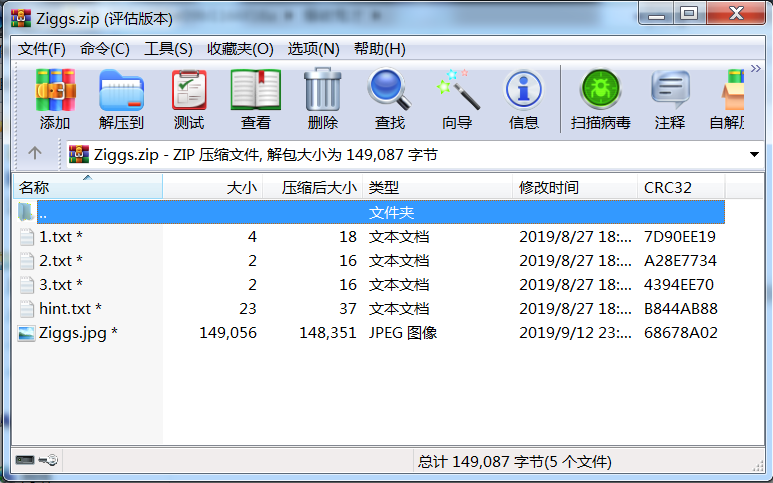 Ziggs.zip (评估版本)
文件(F) 命令(C) 工具(S) 收藏夹(O) 选项(N) 帮助(H)
添加 解压到 测试 查看 删除 查找 向导 信息 扫描病毒 注释 自解压
Ziggs.zip - ZIP 压缩文件, 解包大小为 149,087 字节
名称 大小 压缩后大小 类型 修改时间 CRC32
.. 文件夹
1.txt * 4 18 文本文档 2019/8/27 18:... 7D90EE19
2.txt * 2 16 文本文档 2019/8/27 18:... A28E7734
3.txt * 2 16 文本文档 2019/8/27 18:... 4394EE70
hint.txt * 23 37 文本文档 2019/8/27 18:... B844AB88
Ziggs.jpg * 149,056 148,351 JPEG 图像 2019/9/12 23:... 68678A02
总计 149,087 字节(5 个文件)